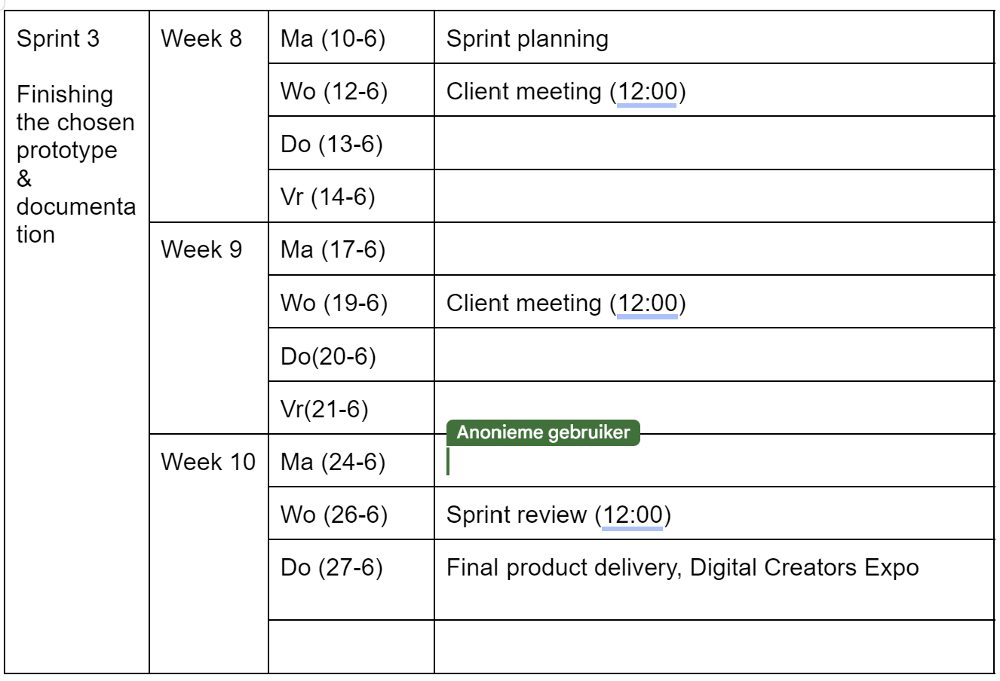 Sprint 3
Finishing
the chosen
prototype
&
documenta
tion
Week 8
Ma (10-6)
Sprint planning
Wo (12-6)
Client meeting (12:00)
Do (13-6)
Vr (14-6)
Week 9
Ma (17-6)
Wo (19-6)
Client meeting (12:00)
Do(20-6)
Vr(21-6)
Anonieme gebruiker
Week 10
Ma (24-6)
Wo (26-6)
Sprint review (12:00)
Do (27-6)
Final product delivery, Digital Creators Expo